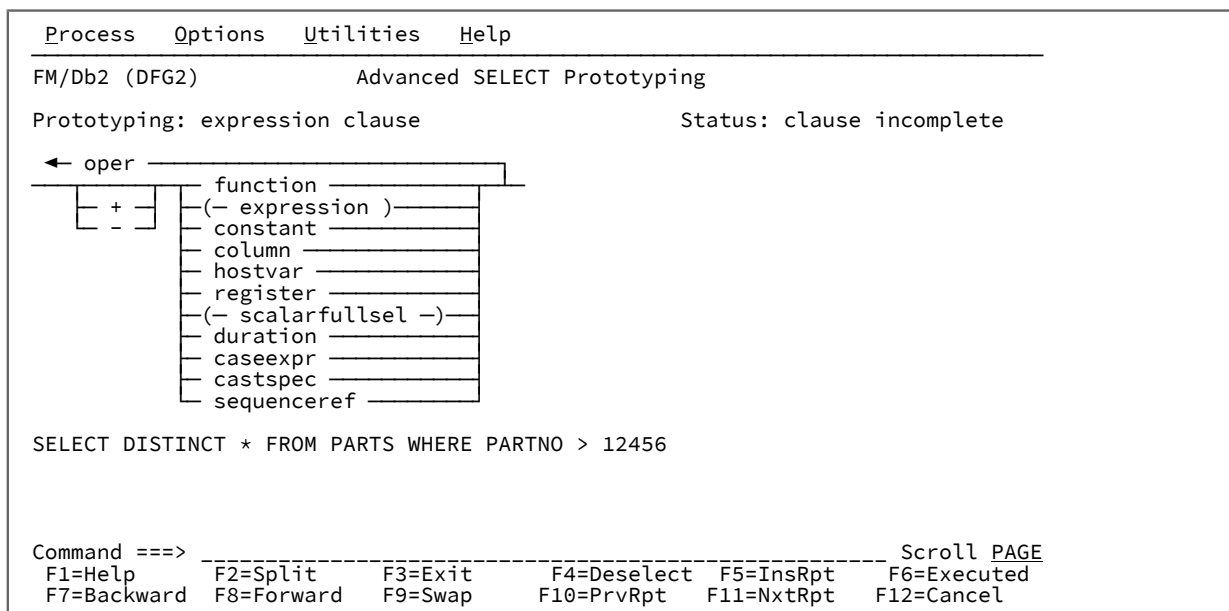 Process Options Utilities Help
FM/Db2 (DFG2) Advanced SELECT Prototyping
Prototyping: expression clause Status: clause incomplete
oper
function
+ ( expression )
- constant
column
hostvar
register
( scalarfullsel )
duration
caseexpr
castspec
sequenceref
SELECT DISTINCT * FROM PARTS WHERE PARTNO > 12456
Command ===> Scroll PAGE
F1=Help F2=Split F3=Exit F4=Deselect F5=InsRpt F6=Executed
F7=Backward F8=Forward F9=Swap F10=PrvRpt F11=NxtRpt F12=Cancel